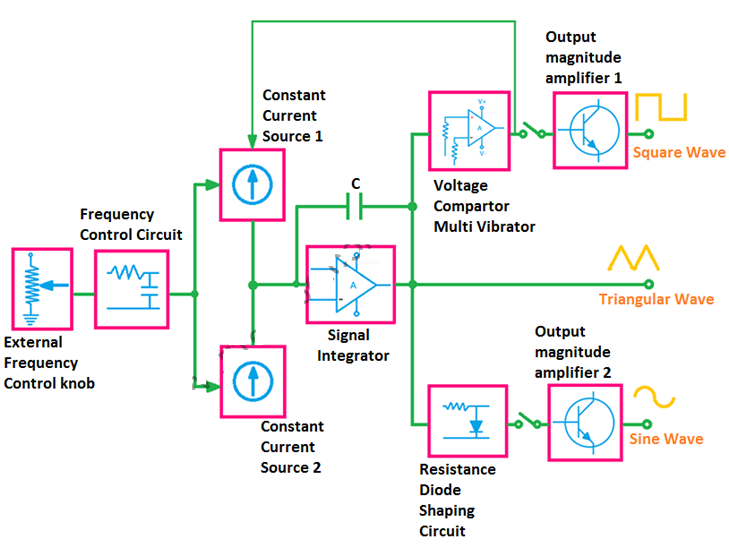 Output
magnitude
amplifier 1
Constant
Current
Source 1
V+
A
V-
Square Wave
C
Voltage
Compartor
Multi Vibrator
Frequency
Control Circuit
A
Triangular Wave
External
Frequency
Control knob
Signal
Integrator
Output
magnitude
amplifier 2
Constant
Current
Source 2
Sine Wave
Resistance
Diode
Shaping
Circuit